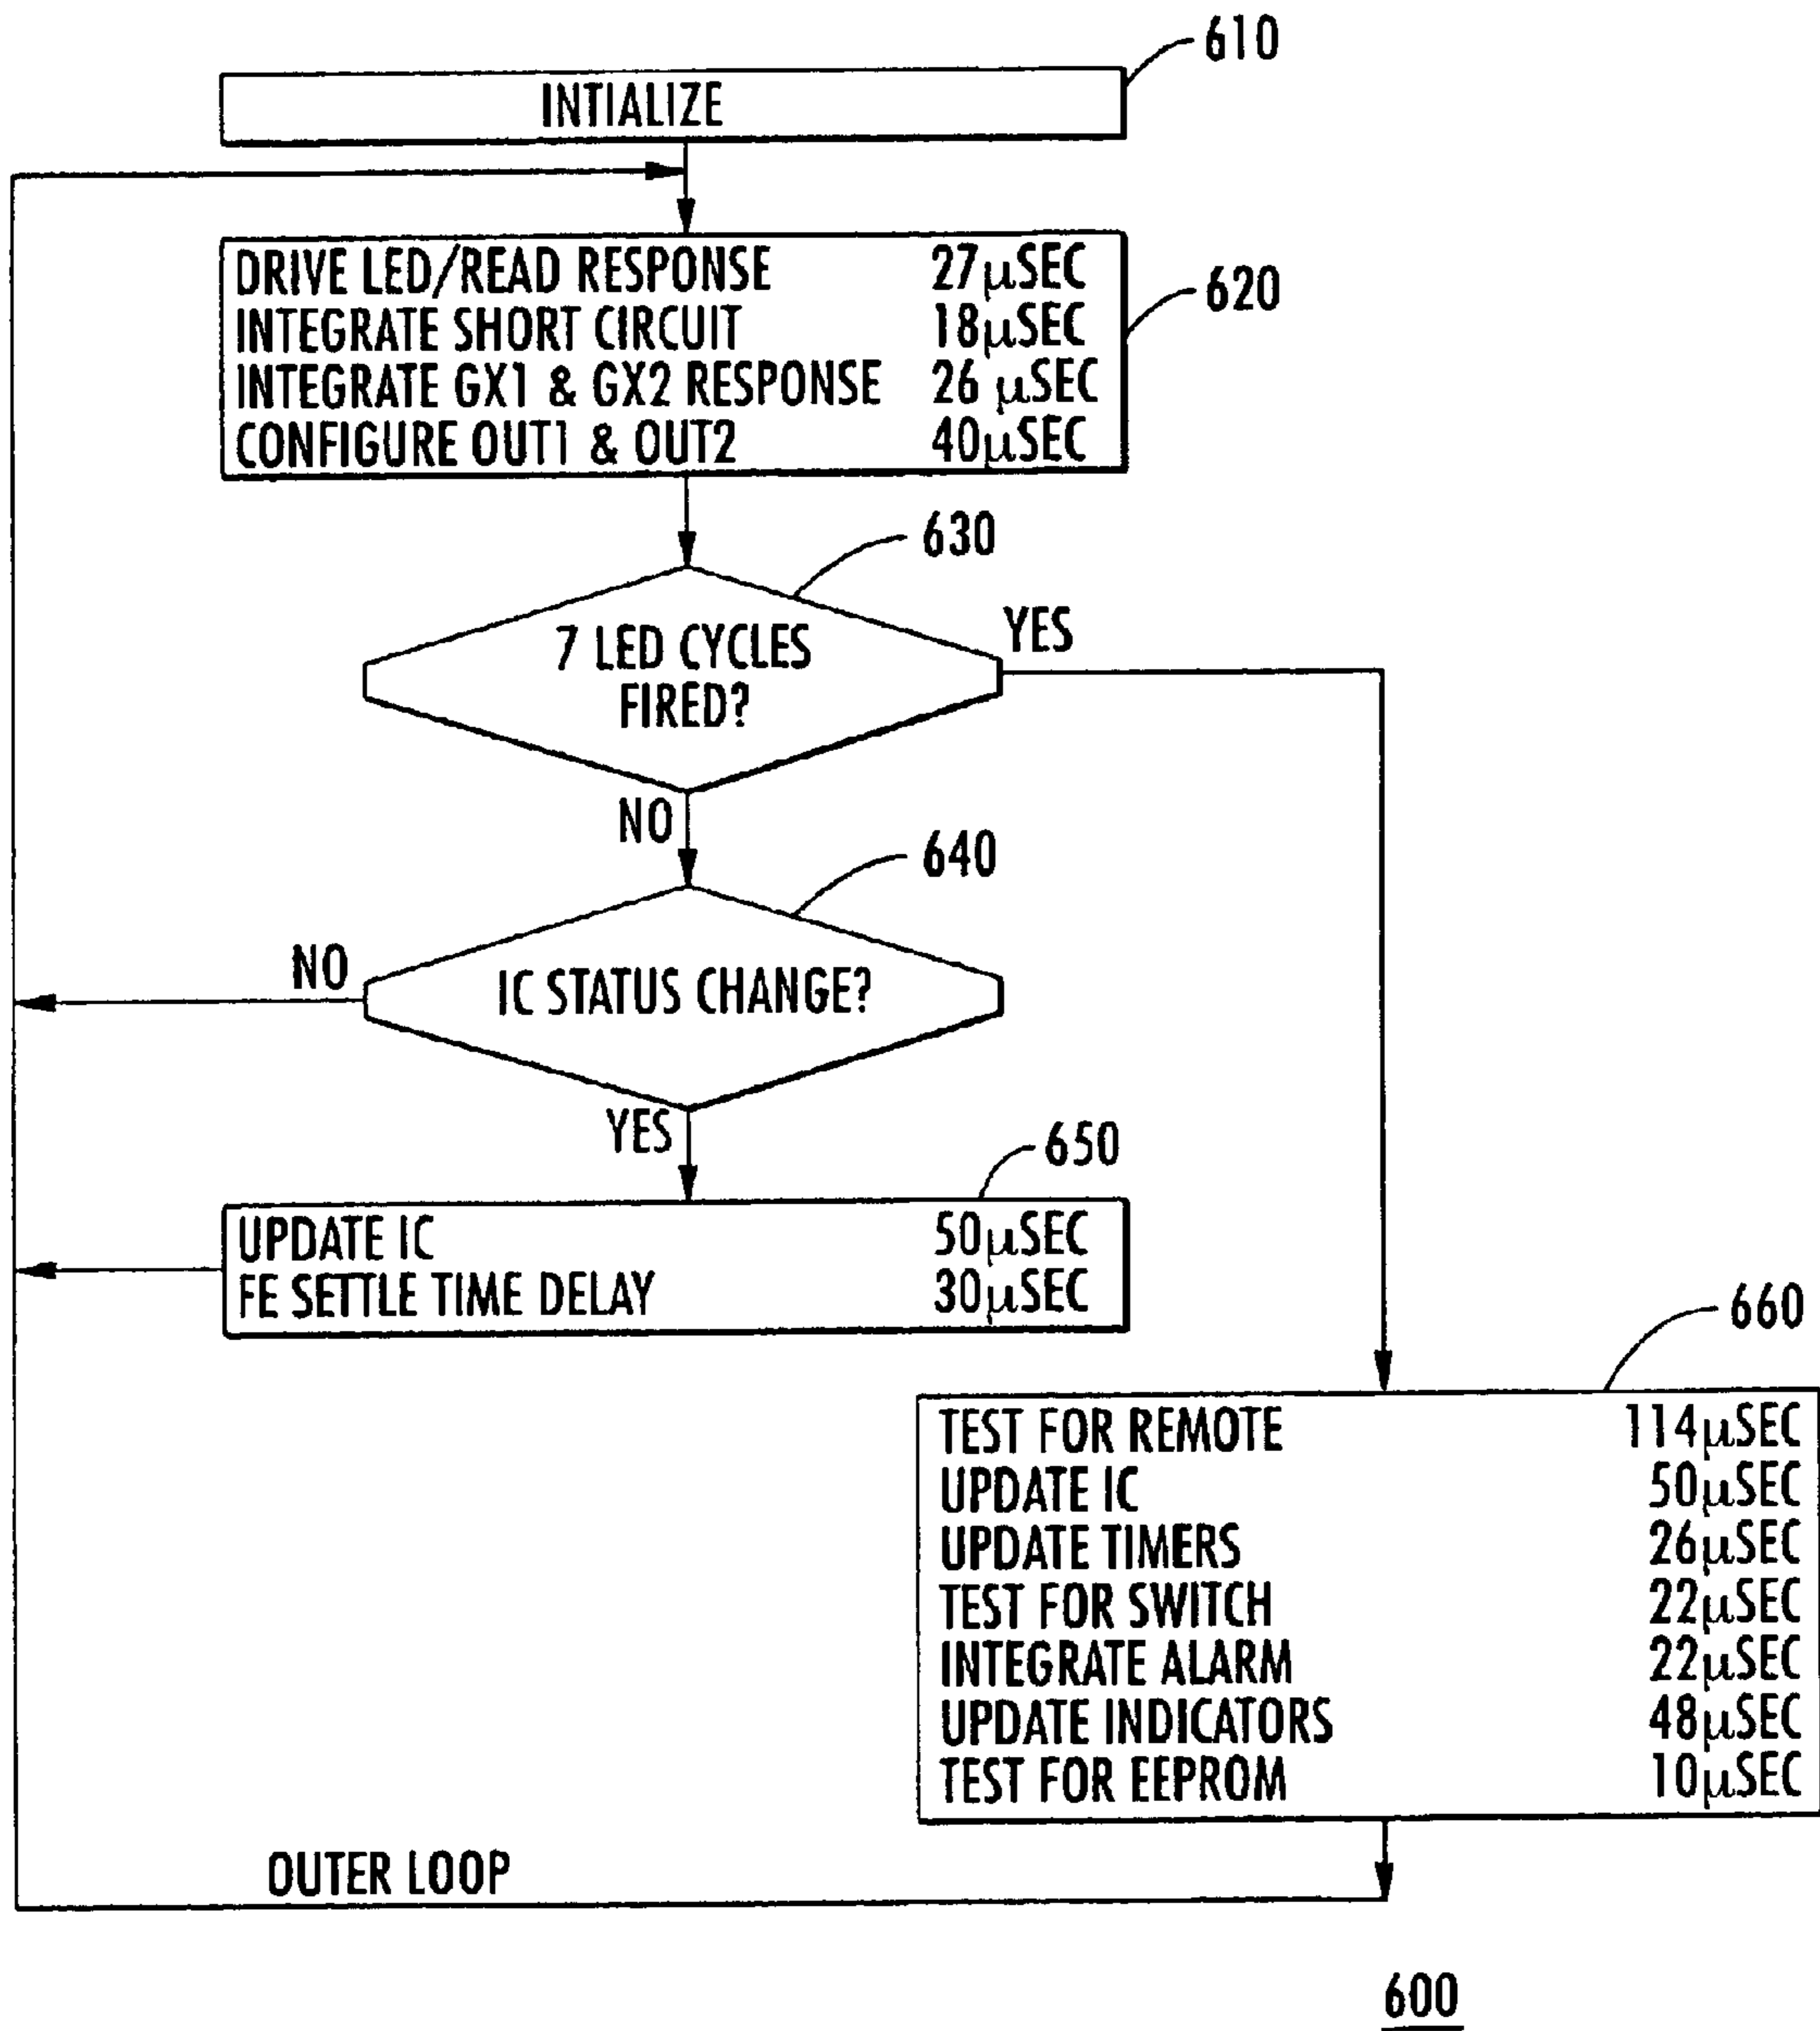 610
INTIALIZE
DRIVE LED/READ RESPONSE 27µSEC
INTEGRATE SHORT CIRCUIT 18µSEC
INTEGRATE GX1 & GX2 RESPONSE 26 µSEC
CONFIGURE OUT1 & OUT2 40µSEC
620
630
7 LED CYCLES
FIRED?
YES
NO
640
IC STATUS CHANGE?
NO
YES
650
UPDATE IC 50µSEC
FE SETTLE TIME DELAY 30µSEC
660
TEST FOR REMOTE 114µSEC
UPDATE IC 50µSEC
UPDATE TIMERS 26µSEC
TEST FOR SWITCH 22µSEC
INTEGRATE ALARM 22µSEC
UPDATE INDICATORS 48µSEC
TEST FOR EEPROM 10µSEC
OUTER LOOP
600